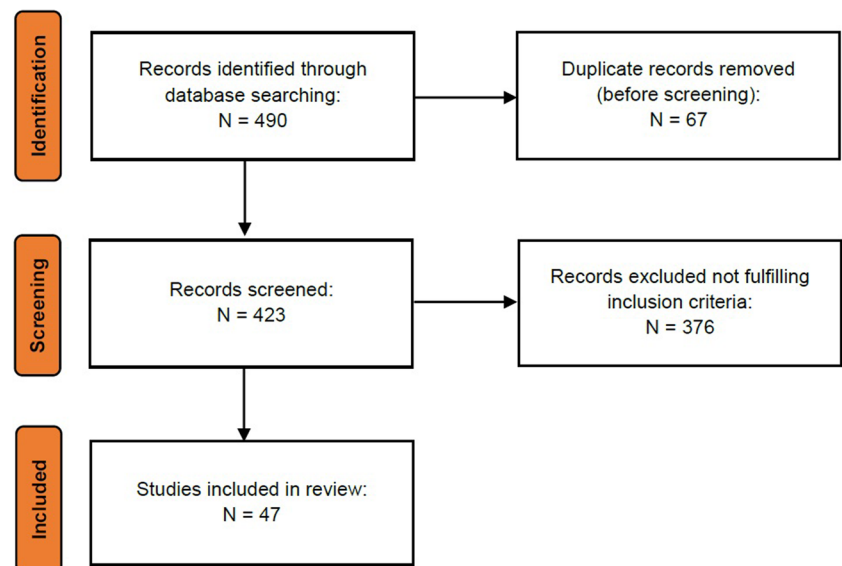 Identification
Records identified through
database searching:
N = 490
Duplicate records removed
(before screening):
N = 67
Screening
Records screened:
N = 423
Records excluded not fulfilling
inclusion criteria:
N = 376
Included
Studies included in review:
N = 47